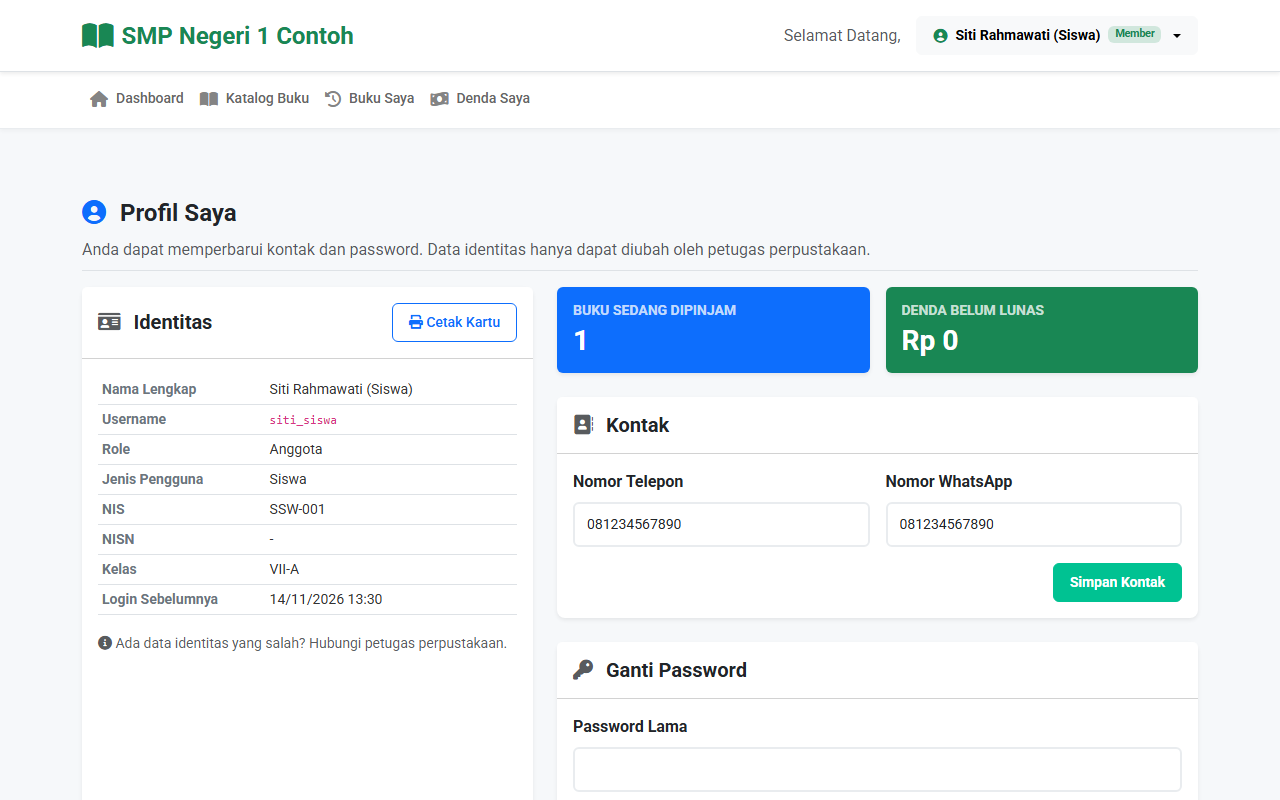 SMP Negeri 1 Contoh
Selamat Datang, Siti Rahmawati (Siswa) Member
Dashboard Katalog Buku Buku Saya Denda Saya
Profil Saya
Anda dapat memperbarui kontak dan password. Data identitas hanya dapat diubah oleh petugas perpustakaan.
Identitas Cetak Kartu
Nama Lengkap Siti Rahmawati (Siswa)
Username siti_siswa
Role Anggota
Jenis Pengguna Siswa
NIS SSW-001
NISN -
Kelas VII-A
Login Sebelumnya 14/11/2026 13:30
Ada data identitas yang salah? Hubungi petugas perpustakaan.
BUKU SEDANG DIPINJAM
1
DENDA BELUM LUNAS
Rp 0
Kontak
Nomor Telepon Nomor WhatsApp
081234567890 081234567890
Simpan Kontak
Ganti Password
Password Lama